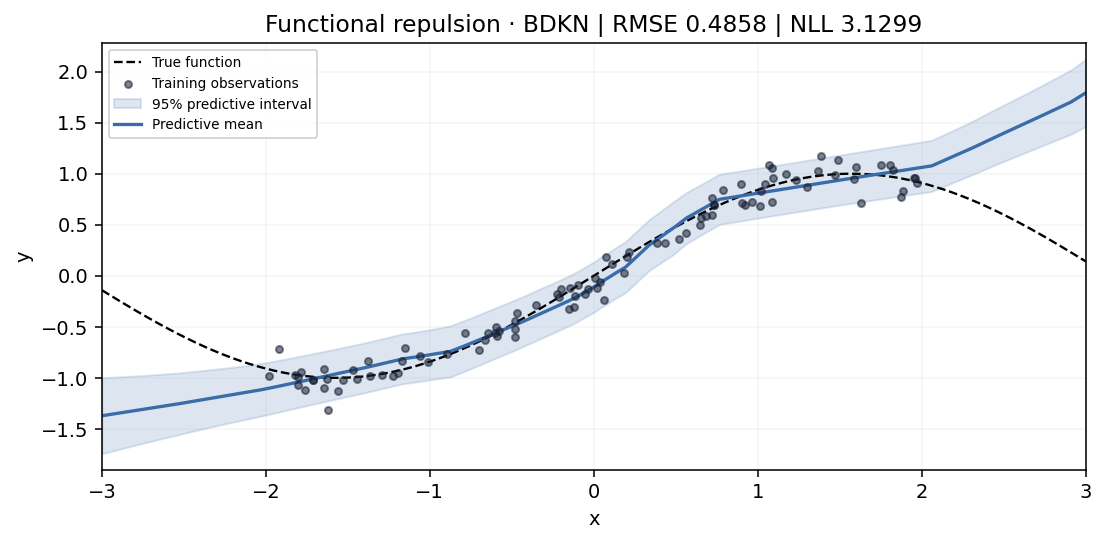 Functional repulsion · BDKN | RMSE 0.4858 | NLL 3.1299
True function
Training observations
95% predictive interval
Predictive mean
2.0
1.5
1.0
0.5
0.0
−0.5
−1.0
−1.5
y
−3
−2
−1
0
1
2
3
x